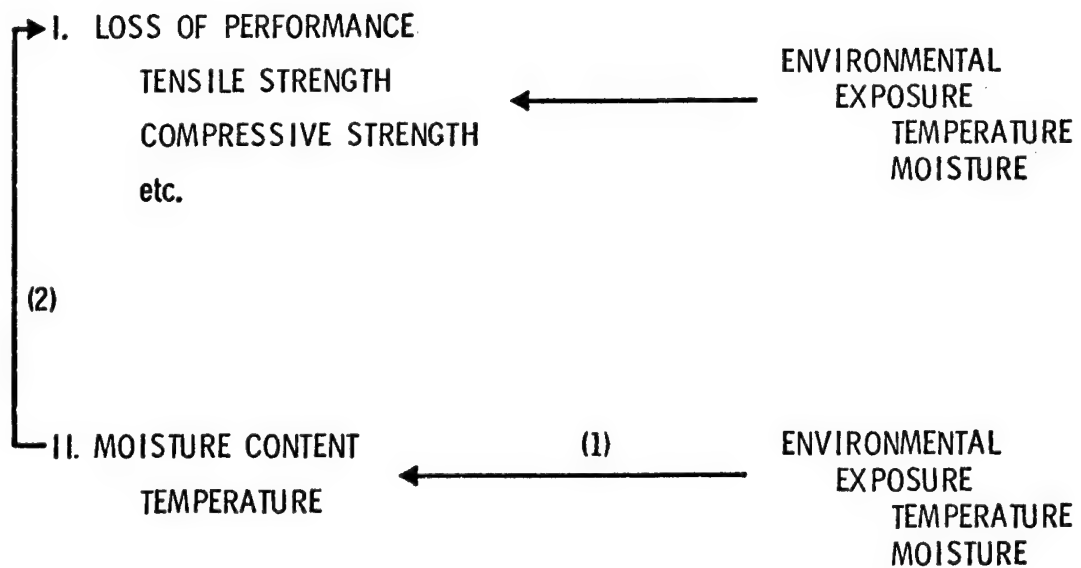 I. LOSS OF PERFORMANCE
TENSILE STRENGTH
COMPRESSIVE STRENGTH
etc.
ENVIRONMENTAL
EXPOSURE
TEMPERATURE
MOISTURE
(2)
II. MOISTURE CONTENT
TEMPERATURE
(1)
ENVIRONMENTAL
EXPOSURE
TEMPERATURE
MOISTURE